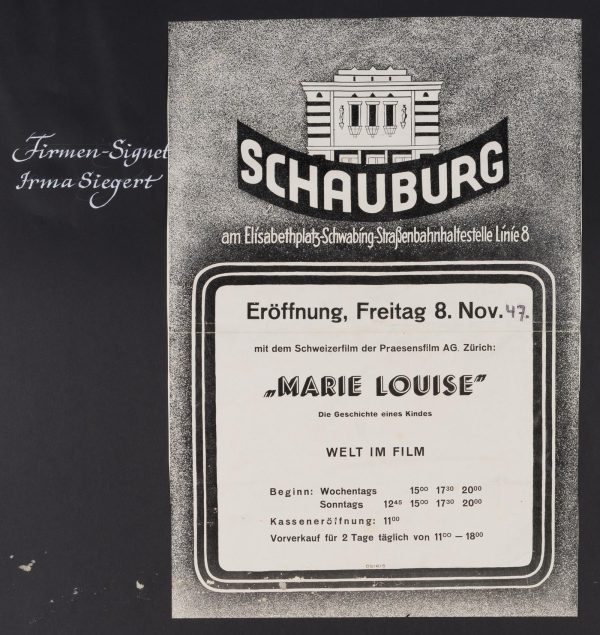 Firmen-Signet
Irma Siegert
SCHAUBURG
am Elisabethplatz-Schwabing-Straßenbahnhaltestelle Linie 8
Eröffnung, Freitag 8. Nov. 47.
mit dem Schweizerfilm der Praesensfilm AG. Zürich:
„MARIE LOUISE”
Die Geschichte eines Kindes
WELT IM FILM
Beginn: Wochentags 15⁰⁰ 17³⁰ 20⁰⁰
Sonntags 12⁴⁵ 15⁰⁰ 17³⁰ 20⁰⁰
Kasseneröffnung: 11⁰⁰
Vorverkauf für 2 Tage täglich von 11⁰⁰ — 18⁰⁰